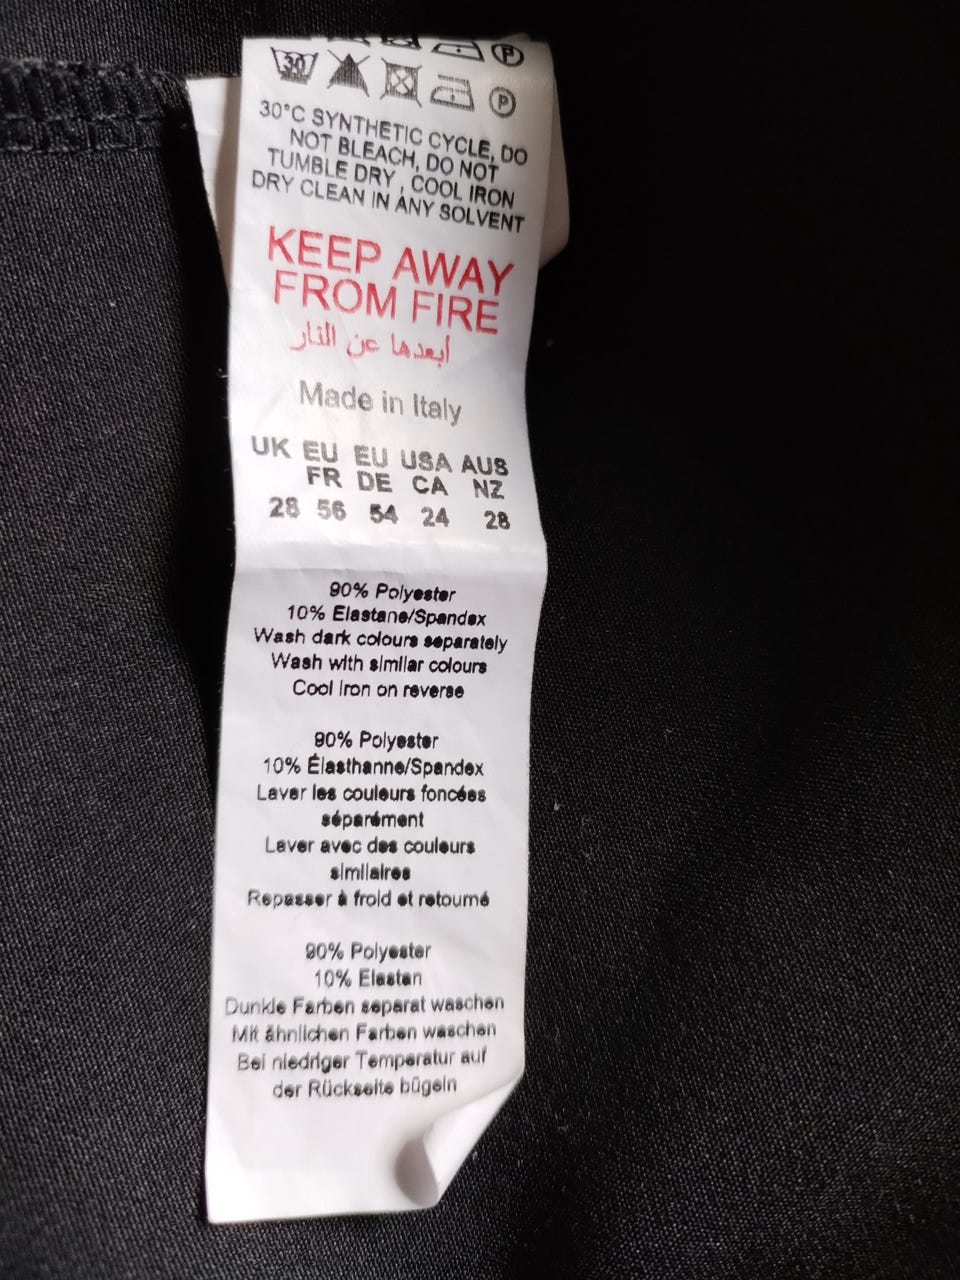 P
30 P
30°C SYNTHETIC CYCLE, DO
NOT BLEACH, DO NOT
TUMBLE DRY , COOL IRON
DRY CLEAN IN ANY SOLVENT
KEEP AWAY
FROM FIRE
أبعدها عن النار
Made in Italy
UK EU EU USA AUS
FR DE CA NZ
28 56 54 24 28
90% Polyester
10% Elastane/Spandex
Wash dark colours separately
Wash with similar colours
Cool Iron on reverse
90% Polyester
10% Élasthanne/Spandex
Laver les couleurs foncées
séparément
Laver avec des couleurs
similaires
Repasser à froid et retourné
90% Polyester
10% Elastan
Dunkle Farben separat waschen
Mit ähnlichen Farben waschen
Bei niedriger Temperatur auf
der Rückseite bügeln